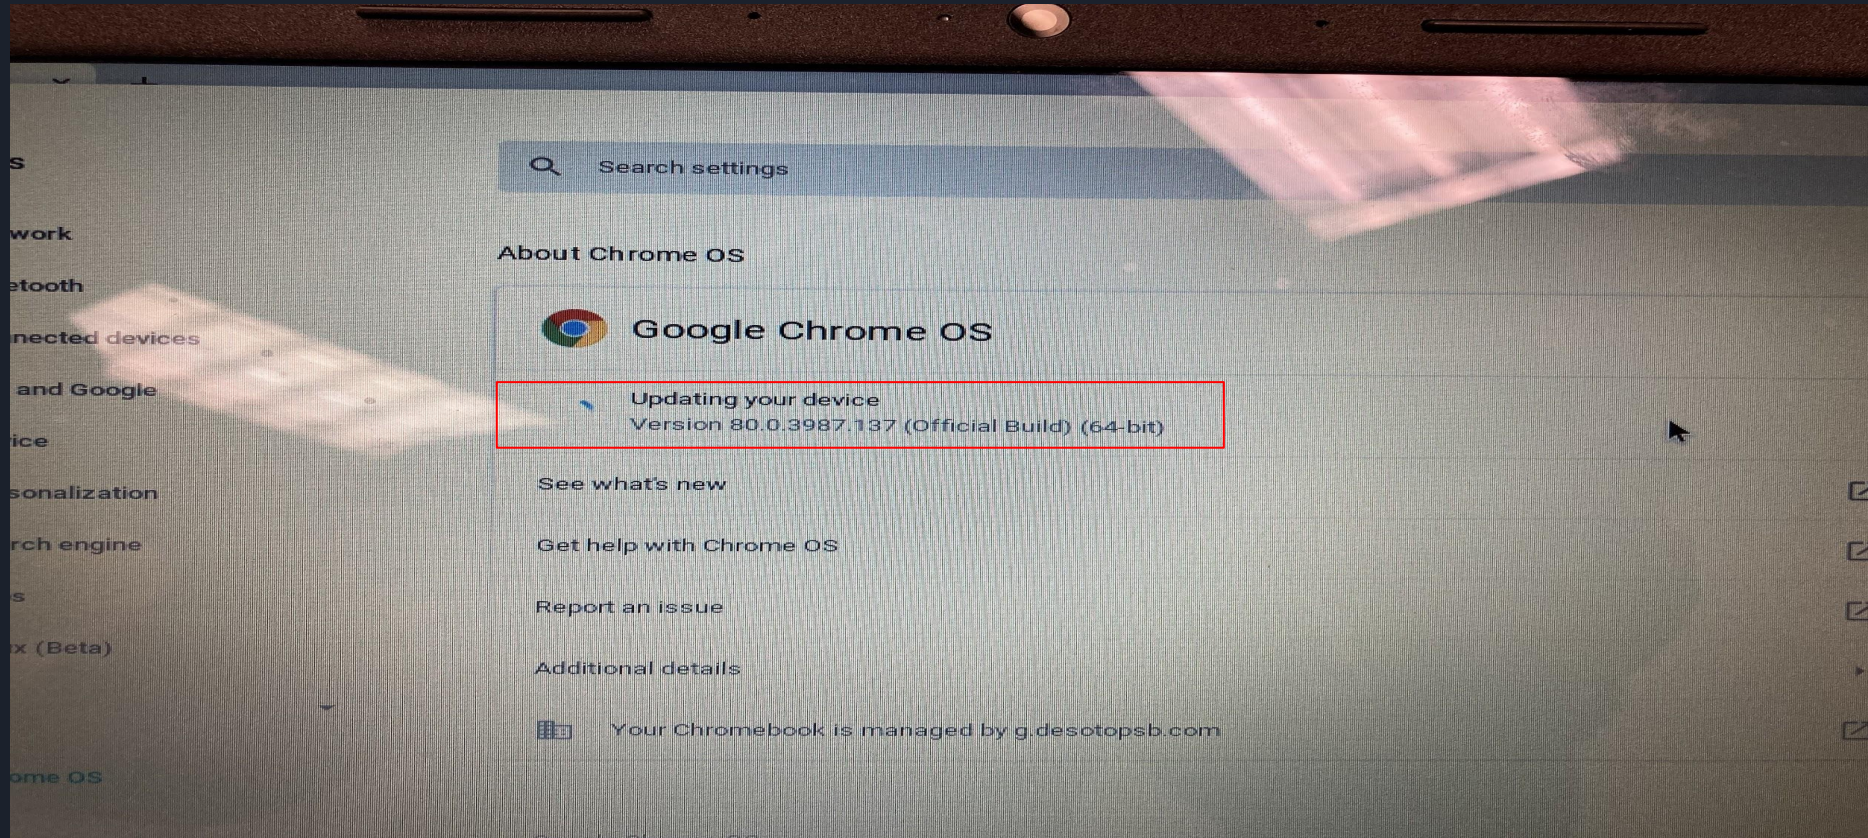 s
Search settings
work
About Chrome OS
etooth
Google Chrome OS
nected devices
and Google
Updating your device
Version 80.0.3987.137 (Official Build) (64-bit)
ice
See what's new
sonalization
rch engine
Get help with Chrome OS
s
Report an issue
x (Beta)
Additional details
Your Chromebook is managed by g.desotopsb.com
ome OS